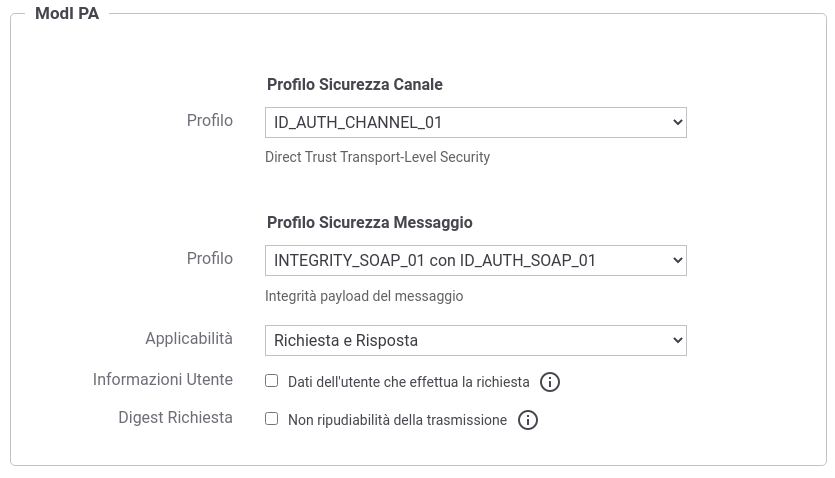 ModI PA
Profilo Sicurezza Canale
Profilo ID_AUTH_CHANNEL_01
Direct Trust Transport-Level Security
Profilo Sicurezza Messaggio
Profilo INTEGRITY_SOAP_01 con ID_AUTH_SOAP_01
Integrità payload del messaggio
Applicabilità Richiesta e Risposta
Informazioni Utente Dati dell'utente che effettua la richiesta
Digest Richiesta Non ripudiabilità della trasmissione